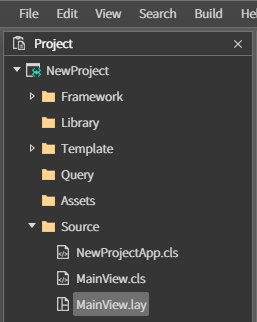 File Edit View Search Build
Project
NewProject
Framework
Library
Template
Query
Assets
Source
NewProjectApp.cls
MainView.cls
MainView.lay